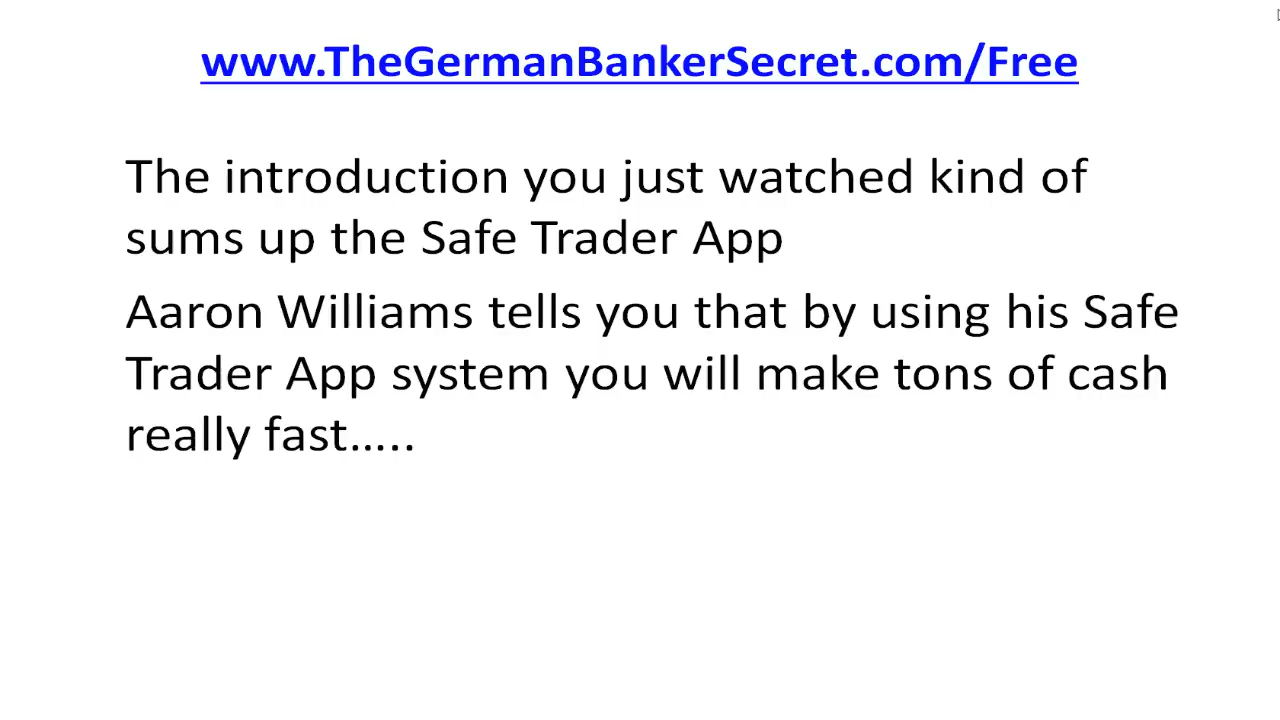 www.TheGermanBankerSecret.com/Free
The introduction you just watched kind of
sums up the Safe Trader App
Aaron Williams tells you that by using his Safe
Trader App system you will make tons of cash
really fast…..